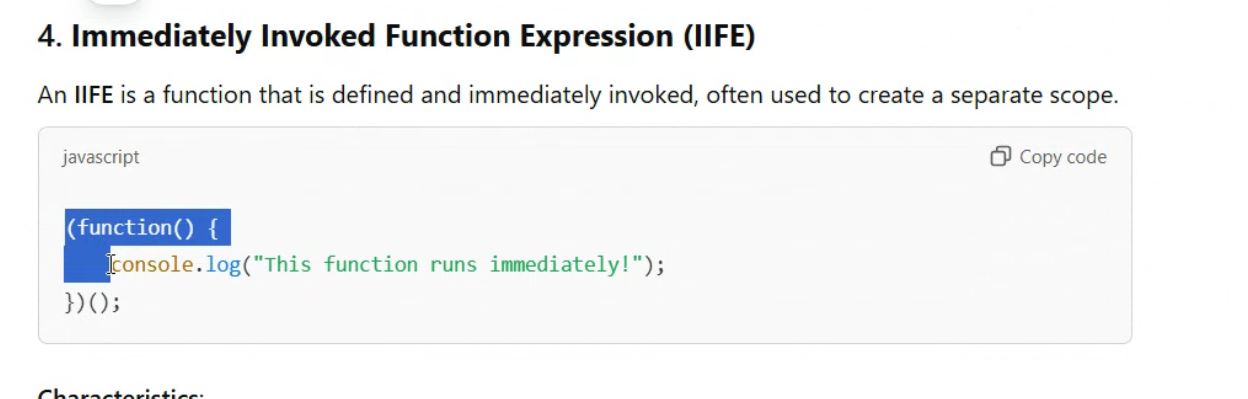 4. Immediately Invoked Function Expression (IIFE)
An IIFE is a function that is defined and immediately invoked, often used to create a separate scope.
javascript
Copy code
(function() {
console.log("This function runs immediately!");
})();
Characteristics: